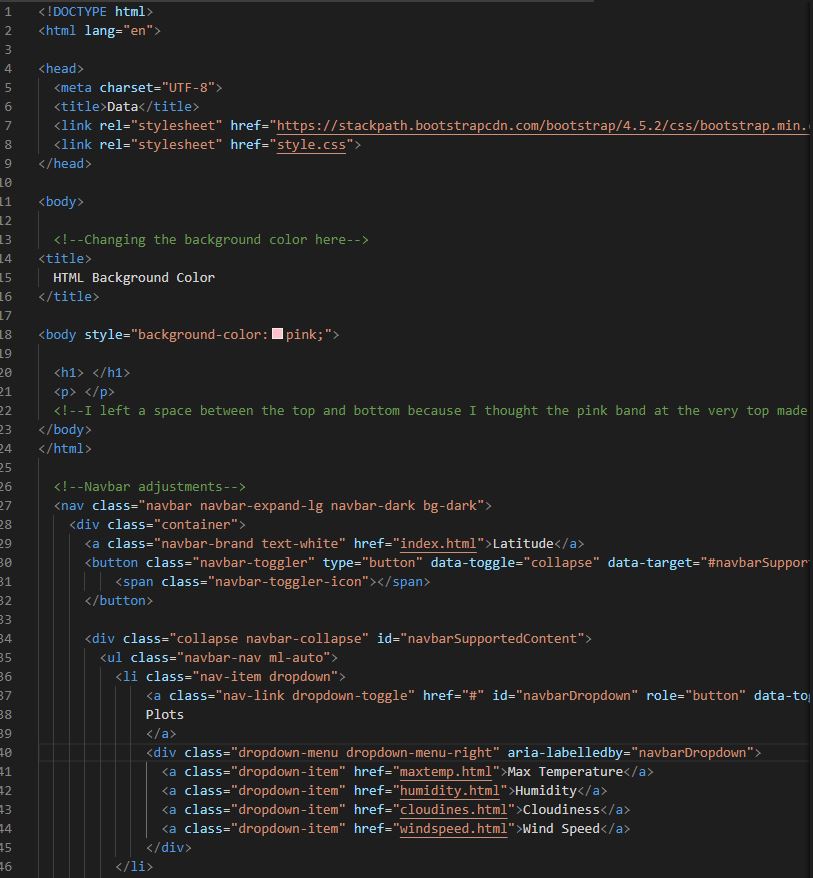 1 <!DOCTYPE html>
2 <html lang="en">
3
4 <head>
5 <meta charset="UTF-8">
6 <title>Data</title>
7 <link rel="stylesheet" href="https://stackpath.bootstrapcdn.com/bootstrap/4.5.2/css/bootstrap.min.
8 <link rel="stylesheet" href="style.css">
9 </head>
10
11 <body>
12
13 <!--Changing the background color here-->
14 <title>
15 HTML Background Color
16 </title>
17
18 <body style="background-color: pink;">
19
20 <h1> </h1>
21 <p> </p>
22 <!--I left a space between the top and bottom because I thought the pink band at the very top made
23 </body>
24 </html>
25
26 <!--Navbar adjustments-->
27 <nav class="navbar navbar-expand-lg navbar-dark bg-dark">
28 <div class="container">
29 <a class="navbar-brand text-white" href="index.html">Latitude</a>
30 <button class="navbar-toggler" type="button" data-toggle="collapse" data-target="#navbarSuppor
31 <span class="navbar-toggler-icon"></span>
32 </button>
33
34 <div class="collapse navbar-collapse" id="navbarSupportedContent">
35 <ul class="navbar-nav ml-auto">
36 <li class="nav-item dropdown">
37 <a class="nav-link dropdown-toggle" href="#" id="navbarDropdown" role="button" data-tog
38 Plots
39 </a>
40 <div class="dropdown-menu dropdown-menu-right" aria-labelledby="navbarDropdown">
41 <a class="dropdown-item" href="maxtemp.html">Max Temperature</a>
42 <a class="dropdown-item" href="humidity.html">Humidity</a>
43 <a class="dropdown-item" href="cloudines.html">Cloudiness</a>
44 <a class="dropdown-item" href="windspeed.html">Wind Speed</a>
45 </div>
46 </li>